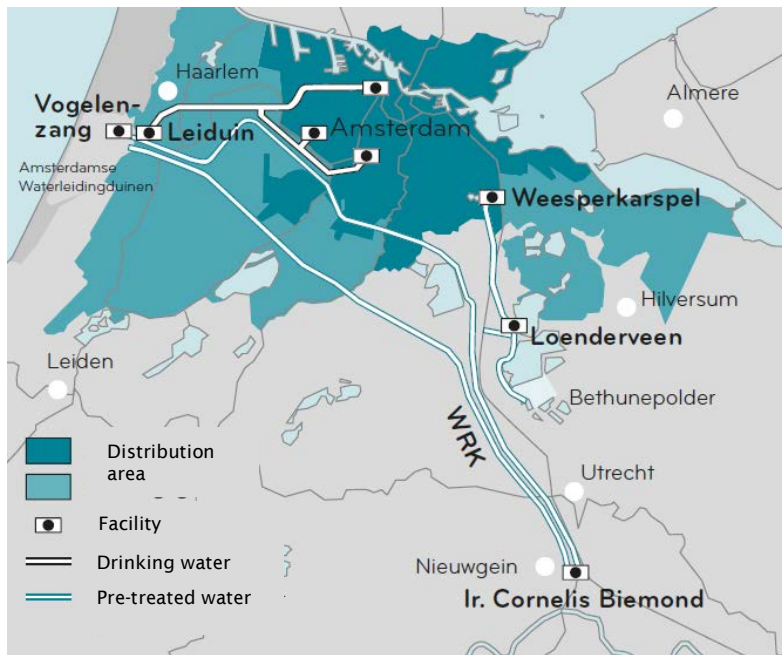 Haarlem
Almere
Vogelen-
zang
Leiduin
Amsterdam
Amsterdamse
Waterleidingduinen
Weesperkarspel
Hilversum
Loenderveen
Leiden
Bethunepolder
WRK
Utrecht
Distribution
area
Facility
Drinking water
Pre-treated water
Nieuwgein
Ir. Cornelis Biemond